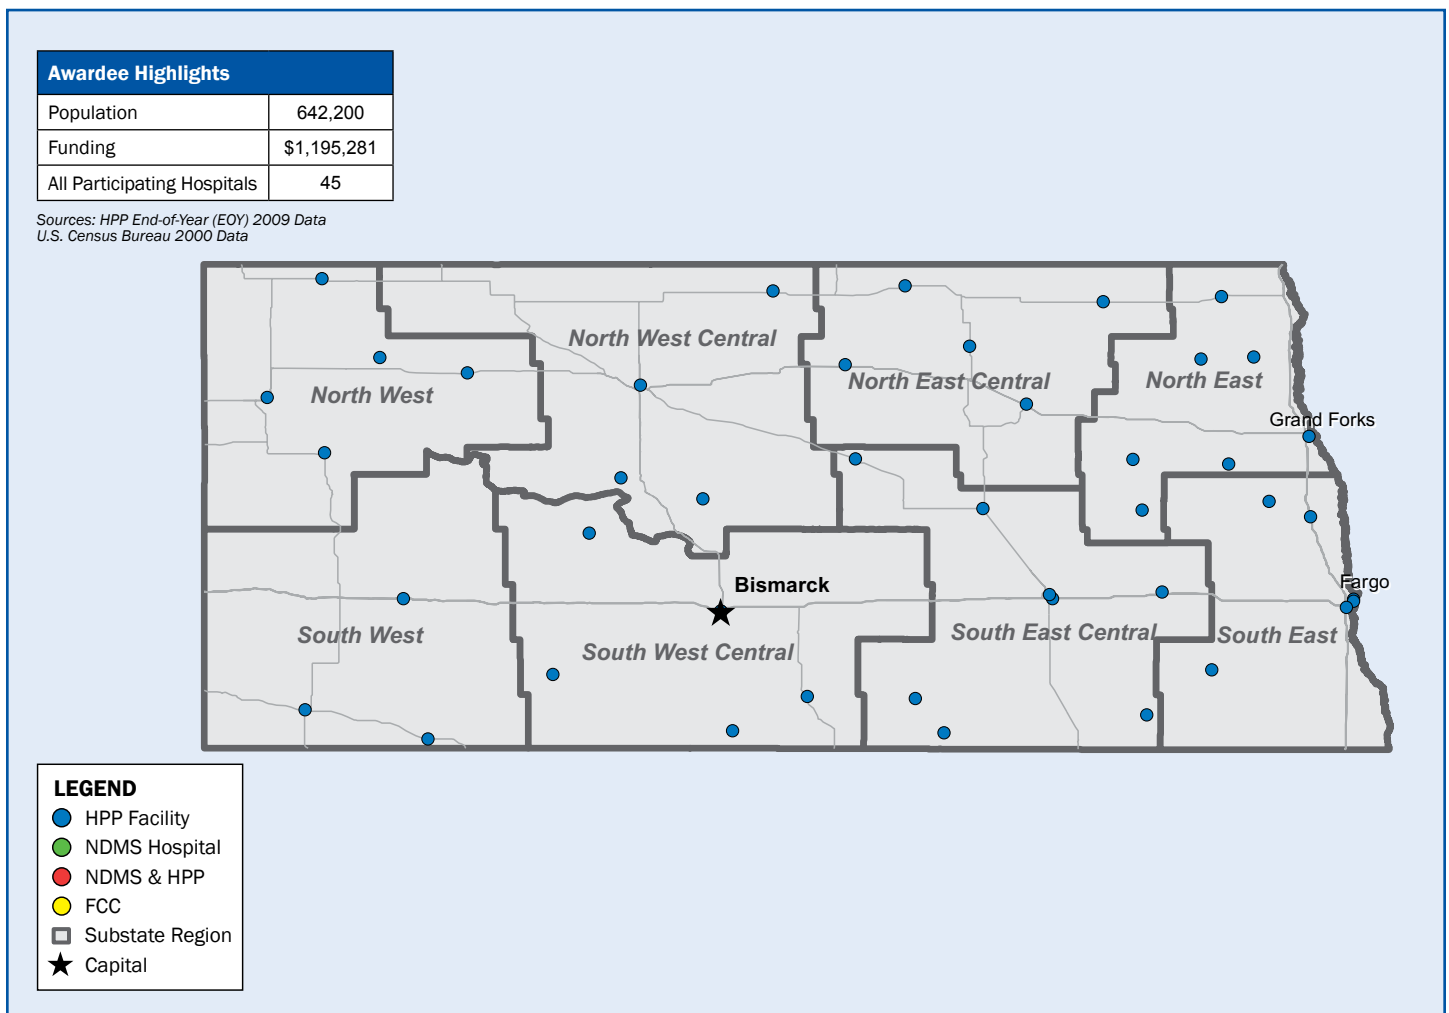 Awardee Highlights
Population 642,200
Funding $1,195,281
All Participating Hospitals 45
Sources: HPP End-of-Year (EOY) 2009 Data
U.S. Census Bureau 2000 Data
North West Central
North West
North East Central
North East
Grand Forks
Bismarck
Fargo
South West
South West Central
South East Central
South East
LEGEND
HPP Facility
NDMS Hospital
NDMS & HPP
FCC
Substate Region
Capital